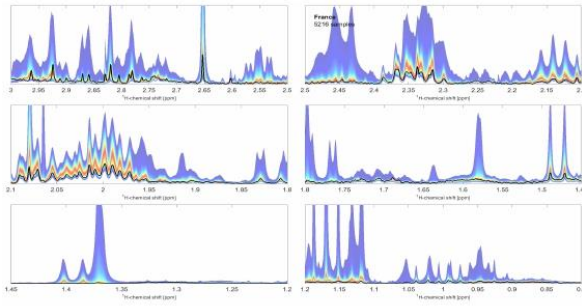 France
5216 samples
3 2.95 2.9 2.85 2.8 2.75 2.7 2.65 2.6 2.55 2.5
¹H-chemical shift [ppm]
2.5 2.45 2.4 2.35 2.3 2.25 2.2 2.15 2.1
¹H-chemical shift [ppm]
2.1 2.05 2 1.95 1.9 1.85 1.8
¹H-chemical shift [ppm]
1.8 1.75 1.7 1.65 1.6 1.55 1.5
¹H-chemical shift [ppm]
1.45 1.4 1.35 1.3 1.25 1.2
¹H-chemical shift [ppm]
1.2 1.15 1.1 1.05 1 0.95 0.9 0.85
¹H-chemical shift [ppm]